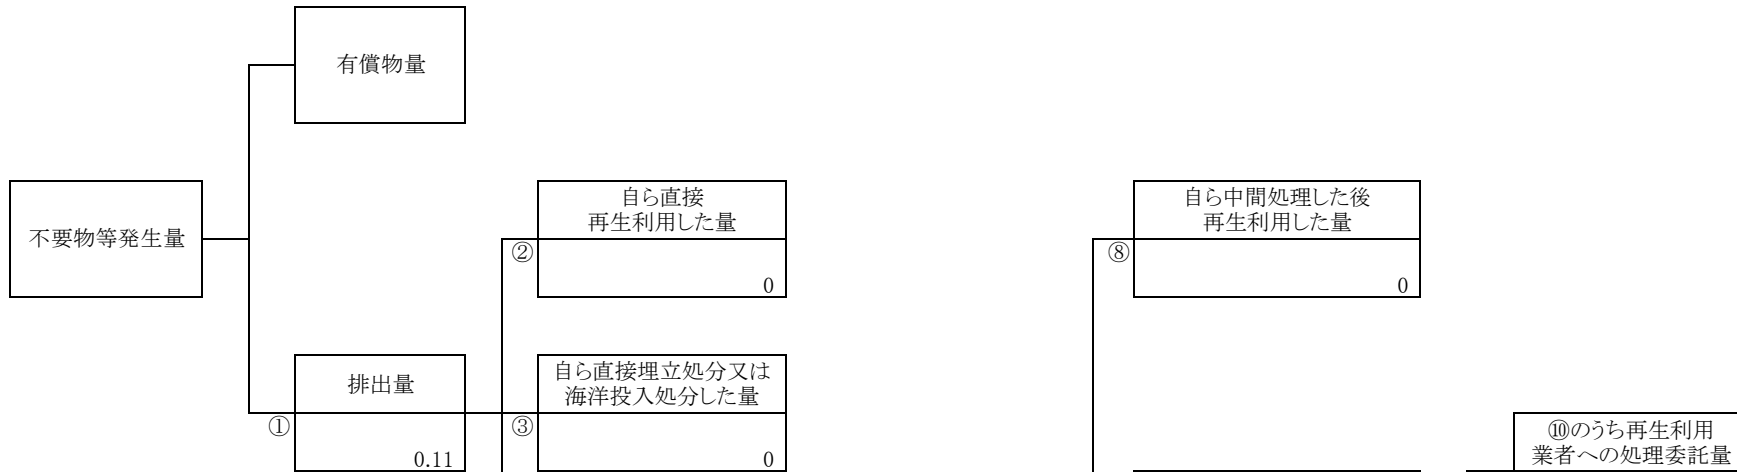 有償物量
不要物等発生量
自ら直接
再生利用した量
②
0
自ら中間処理した後
再生利用した量
⑧
0
排出量
①
0.11
自ら直接埋立処分又は
海洋投入処分した量
③
0
⑩のうち再生利用
業者への処理委託量